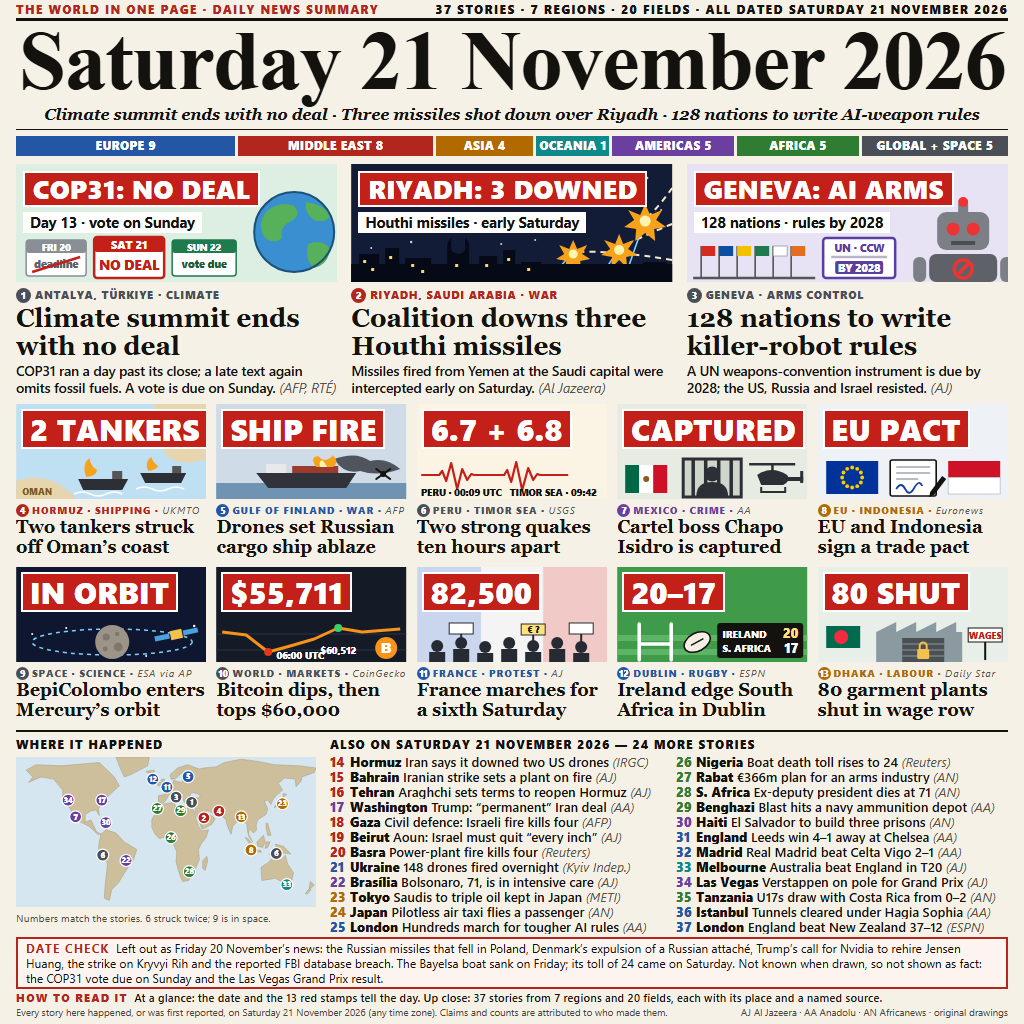 THE WORLD IN ONE PAGE · DAILY NEWS SUMMARY
37 STORIES · 7 REGIONS · 20 FIELDS · ALL DATED SATURDAY 21 NOVEMBER 2026
Saturday 21 November 2026
Climate summit ends with no deal · Three missiles shot down over Riyadh · 128 nations to write AI-weapon rules
EUROPE 9
MIDDLE EAST 8
ASIA 4
OCEANIA 1
AMERICAS 5
AFRICA 5
GLOBAL + SPACE 5
COP31: NO DEAL
Day 13 · vote on Sunday
FRI 20
deadline
SAT 21
NO DEAL
SUN 22
vote due
1 ANTALYA, TÜRKIYE · CLIMATE
Climate summit ends
with no deal
COP31 ran a day past its close; a late text again
omits fossil fuels. A vote is due on Sunday. (AFP, RTÉ)
RIYADH: 3 DOWNED
Houthi missiles · early Saturday
2 RIYADH, SAUDI ARABIA · WAR
Coalition downs three
Houthi missiles
Missiles fired from Yemen at the Saudi capital were
intercepted early on Saturday. (Al Jazeera)
GENEVA: AI ARMS
128 nations · rules by 2028
UN · CCW
BY 2028
3 GENEVA · ARMS CONTROL
128 nations to write
killer-robot rules
A UN weapons-convention instrument is due by
2028; the US, Russia and Israel resisted. (AJ)
2 TANKERS
OMAN
4 HORMUZ · SHIPPING · UKMTO
Two tankers struck
off Oman's coast
SHIP FIRE
5 GULF OF FINLAND · WAR · AFP
Drones set Russian
cargo ship ablaze
6.7 + 6.8
PERU · 00:09 UTC TIMOR SEA · 09:42
6 PERU · TIMOR SEA · USGS
Two strong quakes
ten hours apart
CAPTURED
7 MEXICO · CRIME · AA
Cartel boss Chapo
Isidro is captured
EU PACT
8 EU · INDONESIA · Euronews
EU and Indonesia
sign a trade pact
IN ORBIT
9 SPACE · SCIENCE · ESA via AP
BepiColombo enters
Mercury's orbit
$55,711
06:00 UTC
$60,512
B
10 WORLD · MARKETS · CoinGecko
Bitcoin dips, then
tops $60,000
82,500
€ ?
11 FRANCE · PROTEST · AJ
France marches for
a sixth Saturday
20–17
IRELAND 20
S. AFRICA 17
12 DUBLIN · RUGBY · ESPN
Ireland edge South
Africa in Dublin
80 SHUT
WAGES
13 DHAKA · LABOUR · Daily Star
80 garment plants
shut in wage row
WHERE IT HAPPENED
Numbers match the stories. 6 struck twice; 9 is in space.
ALSO ON SATURDAY 21 NOVEMBER 2026 — 24 MORE STORIES
14 Hormuz Iran says it downed two US drones (IRGC)
15 Bahrain Iranian strike sets a plant on fire (AJ)
16 Tehran Araghchi sets terms to reopen Hormuz (AJ)
17 Washington Trump: "permanent" Iran deal (AA)
18 Gaza Civil defence: Israeli fire kills four (AFP)
19 Beirut Aoun: Israel must quit "every inch" (AJ)
20 Basra Power-plant fire kills four (Reuters)
21 Ukraine 148 drones fired overnight (Kyiv Indep.)
22 Brasília Bolsonaro, 71, is in intensive care (AJ)
23 Tokyo Saudis to triple oil kept in Japan (METI)
24 Japan Pilotless air taxi flies a passenger (AN)
25 London Hundreds march for tougher AI rules (AA)
26 Nigeria Boat death toll rises to 24 (Reuters)
27 Rabat €366m plan for an arms industry (AN)
28 S. Africa Ex-deputy president dies at 71 (AN)
29 Benghazi Blast hits a navy ammunition depot (AA)
30 Haiti El Salvador to build three prisons (AN)
31 England Leeds win 4–1 away at Chelsea (AA)
32 Madrid Real Madrid beat Celta Vigo 2–1 (AA)
33 Melbourne Australia beat England in T20 (AJ)
34 Las Vegas Verstappen on pole for Grand Prix (AJ)
35 Tanzania U17s draw with Costa Rica from 0–2 (AN)
36 Istanbul Tunnels cleared under Hagia Sophia (AA)
37 London England beat New Zealand 37–12 (ESPN)
DATE CHECK Left out as Friday 20 November's news: the Russian missiles that fell in Poland, Denmark's expulsion of a Russian attaché, Trump's call for Nvidia to rehire Jensen
Huang, the strike on Kryvyi Rih and the reported FBI database breach. The Bayelsa boat sank on Friday; its toll of 24 came on Saturday. Not known when drawn, so not shown as fact:
the COP31 vote due on Sunday and the Las Vegas Grand Prix result.
HOW TO READ IT At a glance: the date and the 13 red stamps tell the day. Up close: 37 stories from 7 regions and 20 fields, each with its place and a named source.
Every story here happened, or was first reported, on Saturday 21 November 2026 (any time zone). Claims and counts are attributed to who made them.
AJ Al Jazeera · AA Anadolu · AN Africanews · original drawings